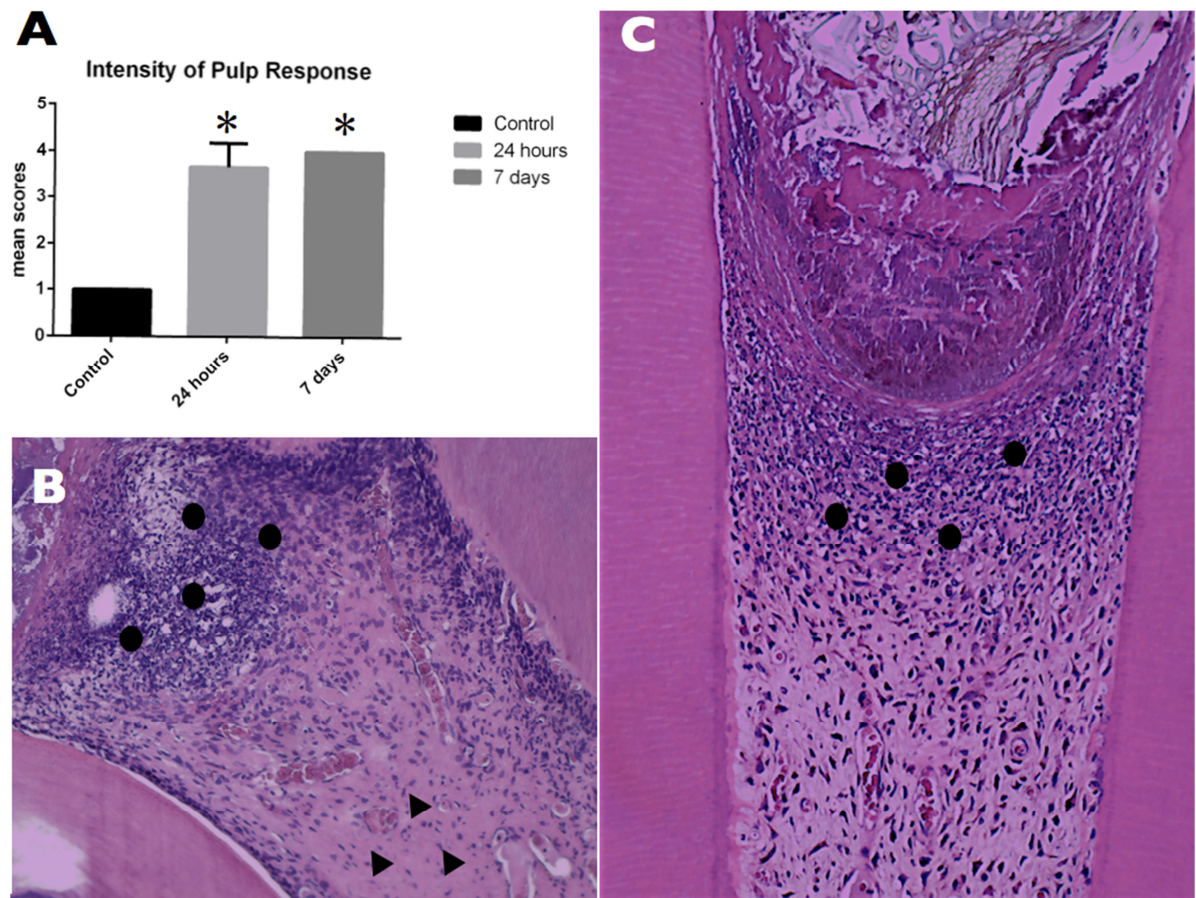 A
Intensity of Pulp Response
5
4
3
2
1
0
mean scores
* *
Control
24 hours
7 days
Control
24 hours
7 days
B
C